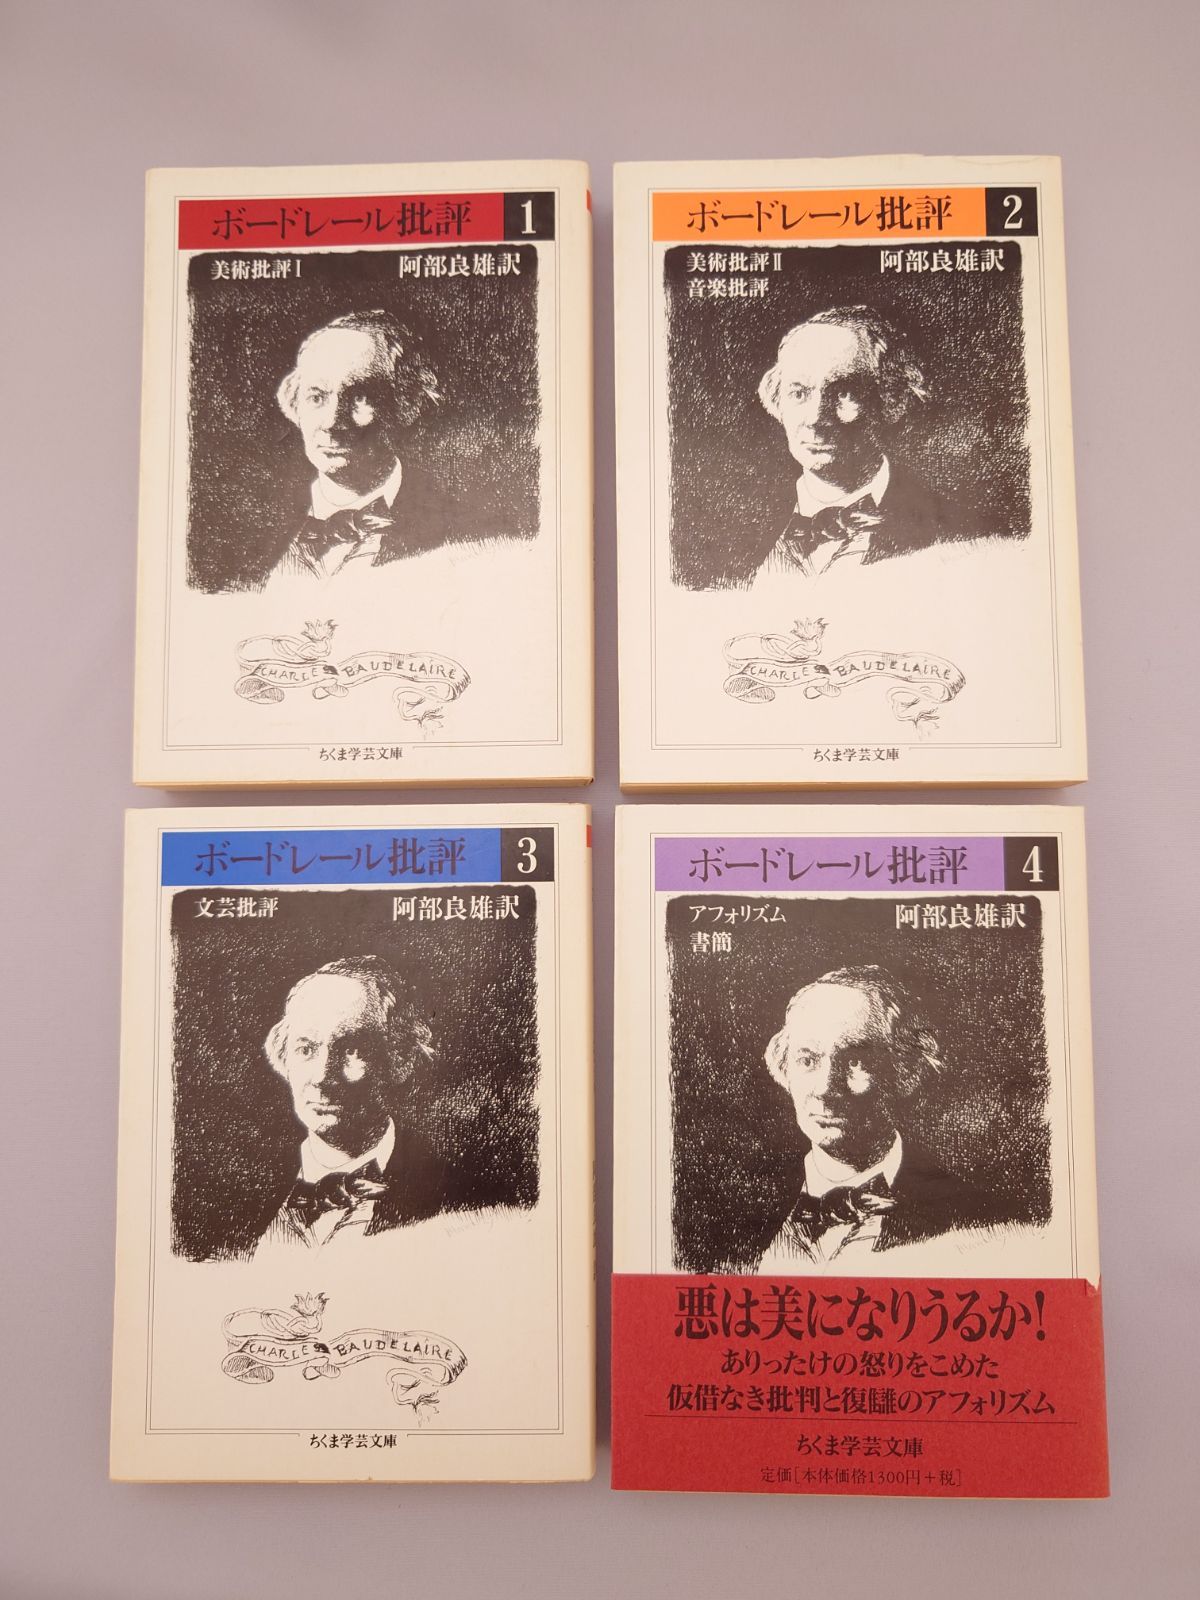 ボードレール批評 1
美術批評Ⅰ 阿部良雄訳
CHARLES BAUDELAIRE
ちくま学芸文庫
ボードレール批評 2
美術批評Ⅱ 阿部良雄訳
音楽批評
CHARLES BAUDELAIRE
ちくま学芸文庫
ボードレール批評 3
文芸批評 阿部良雄訳
CHARLES BAUDELAIRE
ちくま学芸文庫
ボードレール批評 4
アフォリズム 阿部良雄訳
書簡
悪は美になりうるか!
ありったけの怒りをこめた
仮借なき批判と復讎のアフォリズム
ちくま学芸文庫
定価[本体価格1300円+税]